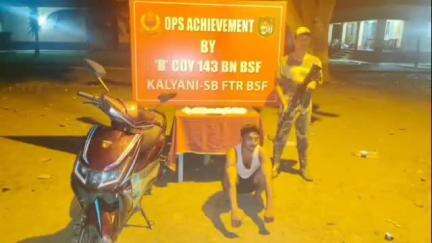 OPS ACHIEVEMENT
BY
'B' COY 143 BN BSF
KALYANI-SB FTR BSF